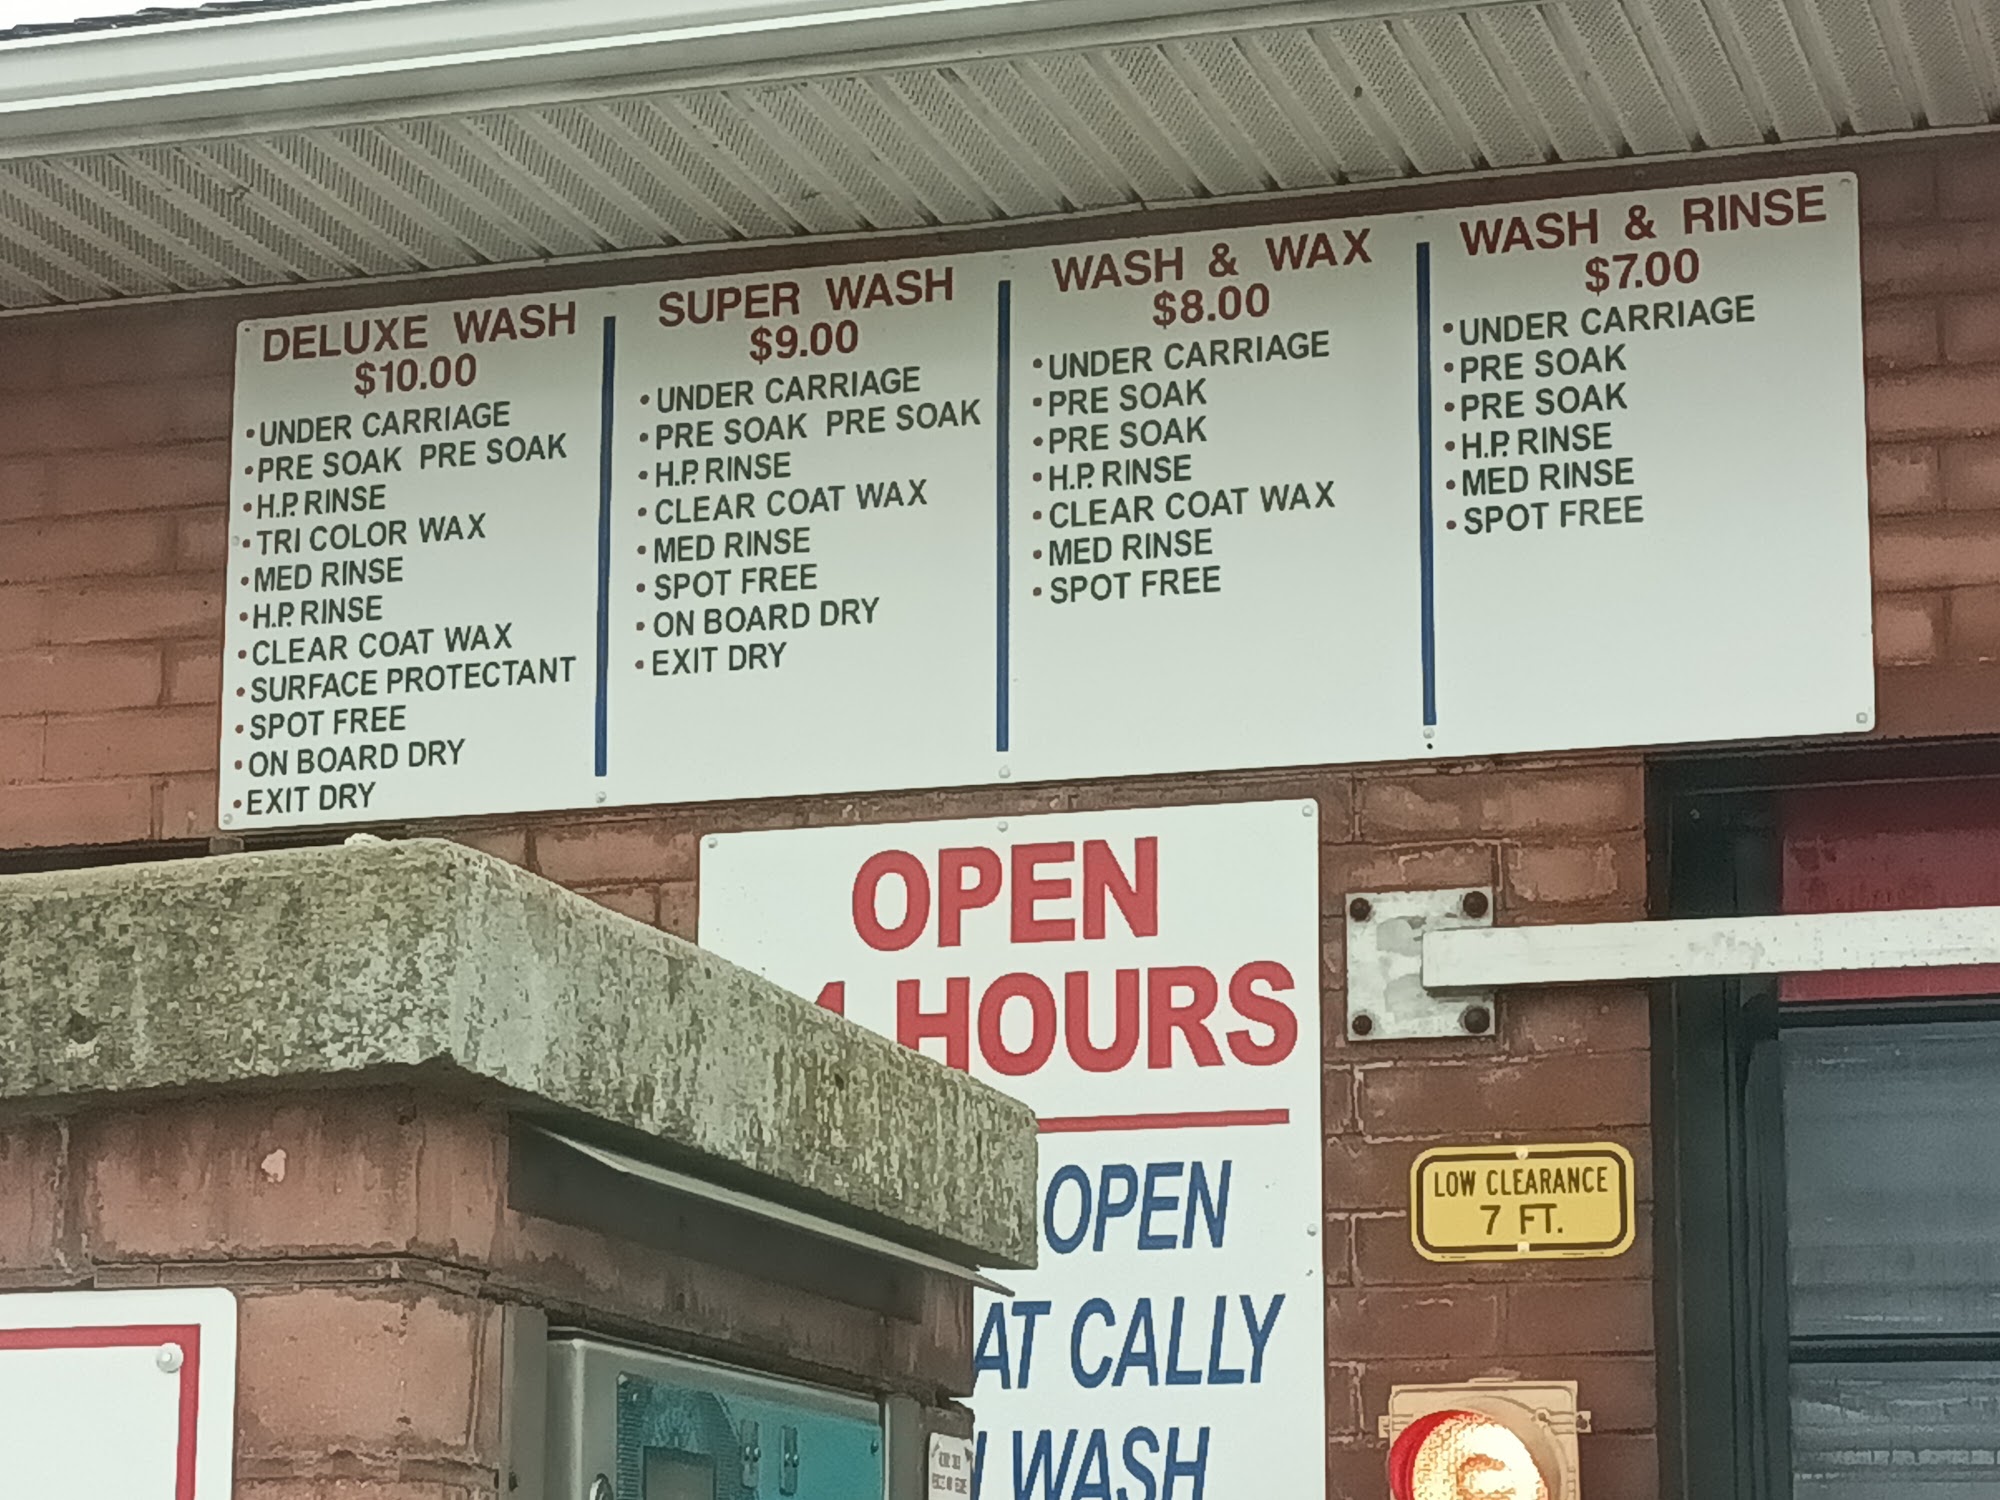 DELUXE WASH
$10.00
•UNDER CARRIAGE
•PRE SOAK PRE SOAK
•H.P. RINSE
•TRI COLOR WAX
•MED RINSE
•H.P. RINSE
•CLEAR COAT WAX
•SURFACE PROTECTANT
•SPOT FREE
•ON BOARD DRY
•EXIT DRY
SUPER WASH
$9.00
•UNDER CARRIAGE
•PRE SOAK PRE SOAK
•H.P. RINSE
•CLEAR COAT WAX
•MED RINSE
•SPOT FREE
•ON BOARD DRY
•EXIT DRY
WASH & WAX
$8.00
•UNDER CARRIAGE
•PRE SOAK
•PRE SOAK
•H.P. RINSE
•CLEAR COAT WAX
•MED RINSE
•SPOT FREE
WASH & RINSE
$7.00
•UNDER CARRIAGE
•PRE SOAK
•PRE SOAK
•H.P. RINSE
•MED RINSE
•SPOT FREE
OPEN
HOURS
OPEN
AT CALLY
WASH
LOW CLEARANCE
7 FT.